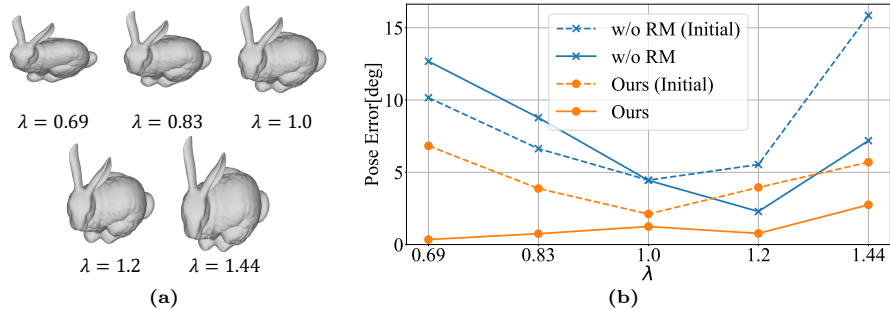 λ = 0.69
λ = 0.83
λ = 1.0
λ = 1.2
λ = 1.44
(a)
Pose Error[deg]
15
10
5
0
w/o RM (Initial)
w/o RM
Ours (Initial)
Ours
0.69
0.83
1.0
1.2
1.44
λ
(b)